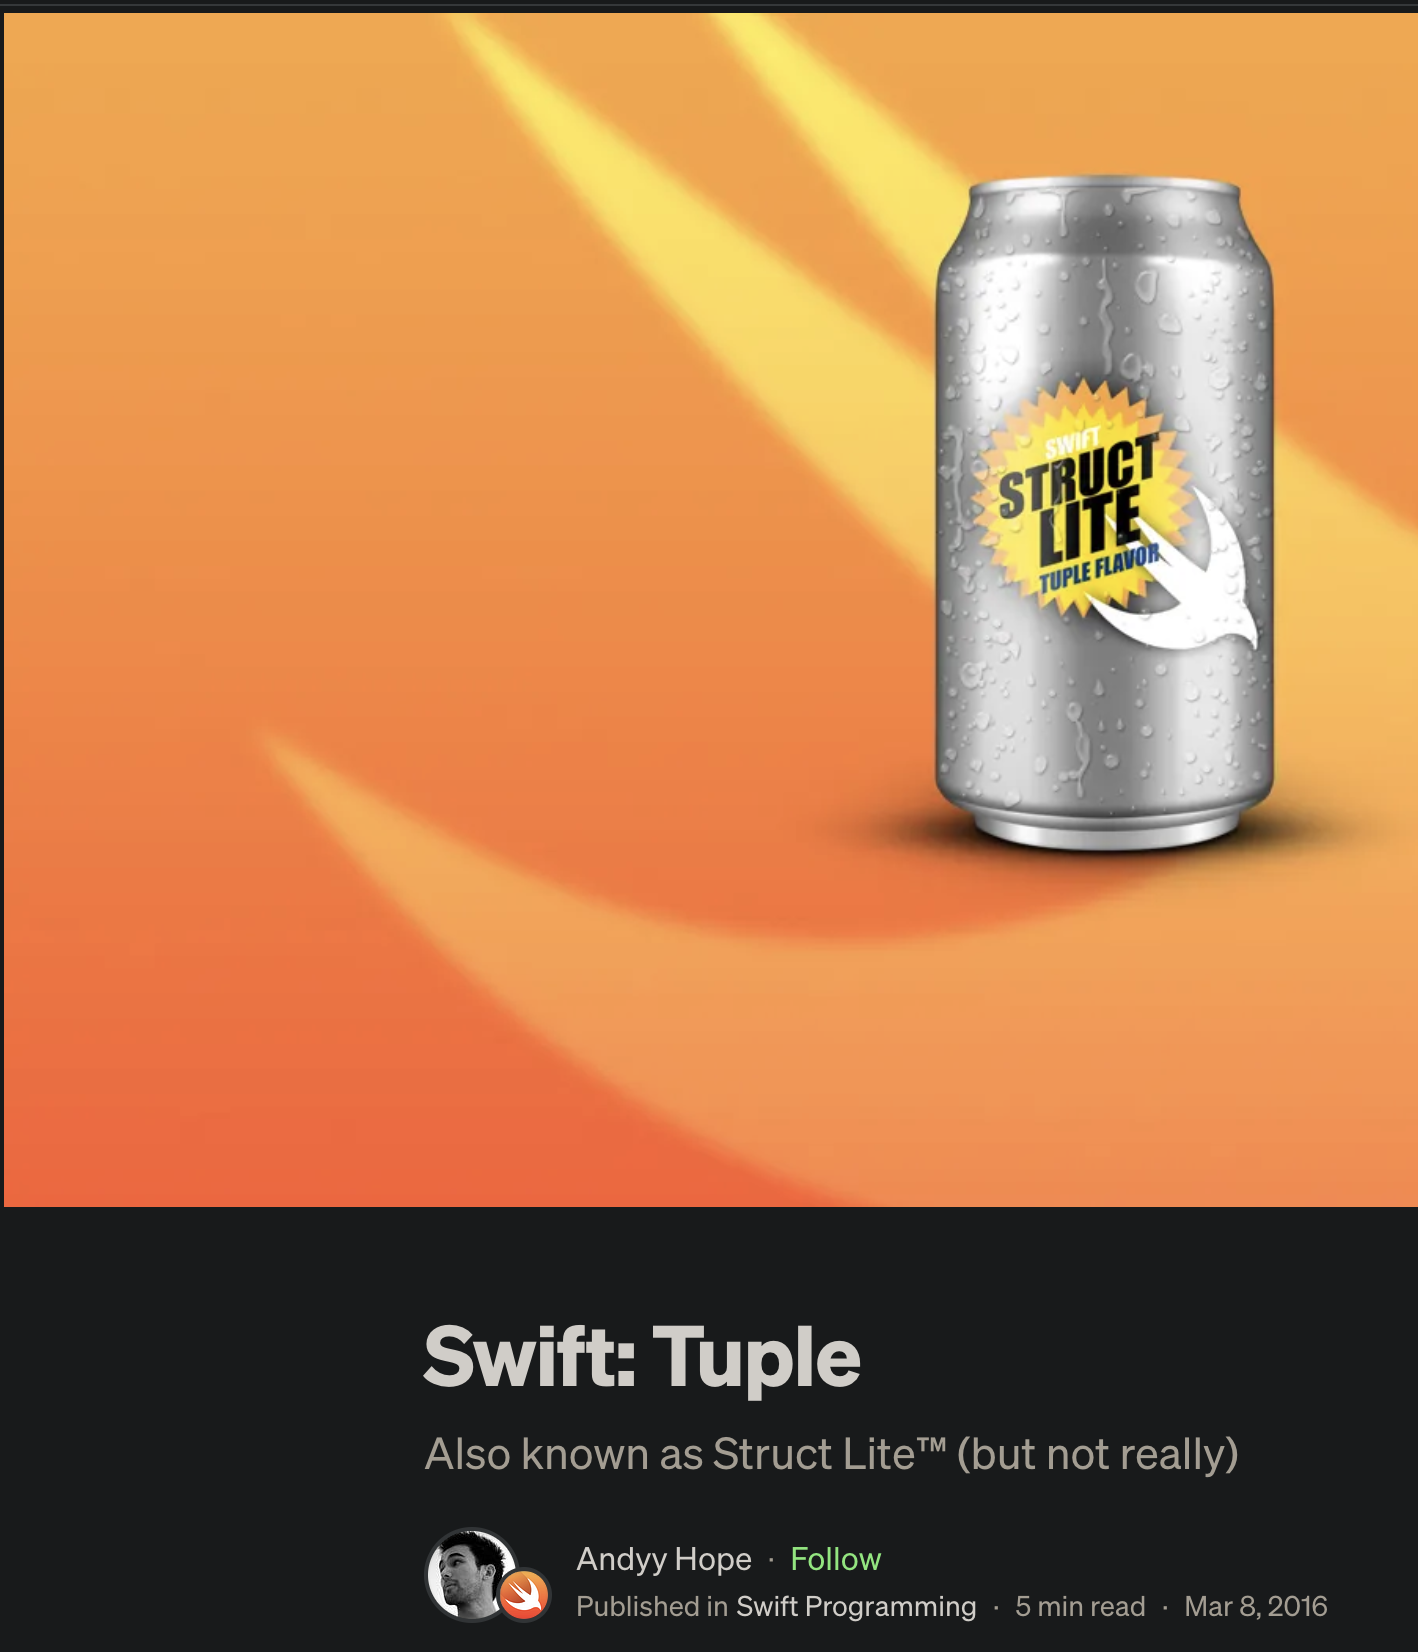 SWIFT
STRUCT
LITE
TUPLE FLAVOR
Swift: Tuple
Also known as Struct Lite™ (but not really)
Andyy Hope · Follow
Published in Swift Programming · 5 min read · Mar 8, 2016